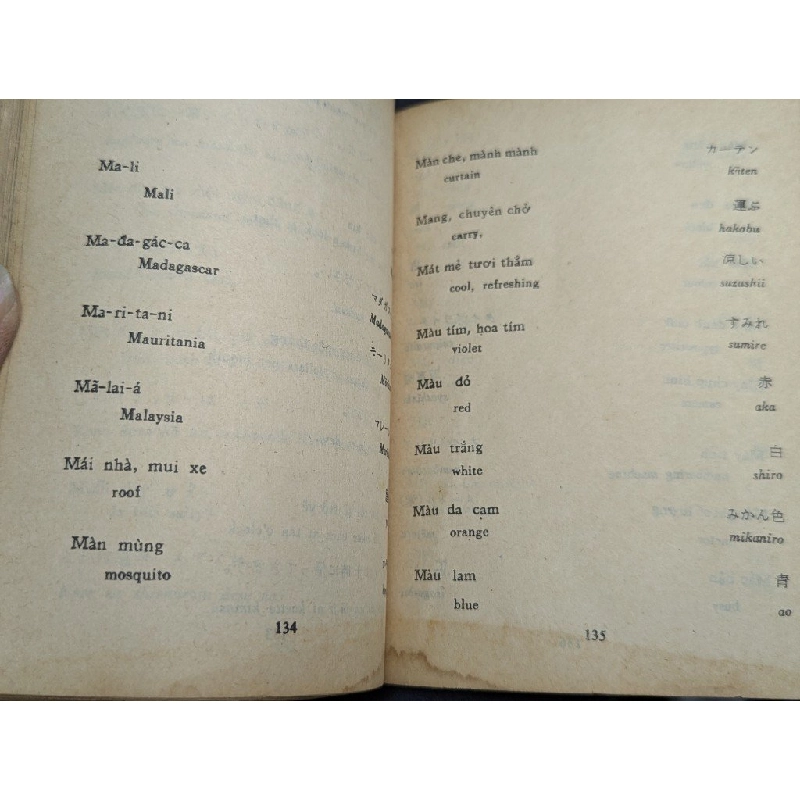 Ma-li
Mali
Ma-đa-gác-ca
Madagascar
Ma-ri-ta-ni
Mauritania
Mã-lai-á
Malaysia
Mái nhà, mui xe
roof
Màn mùng
mosquito
134
Màn che, mành mành カーテン
curtain kāten
Mang, chuyên chở 運ぶ
carry, hakobu
Mát mẻ tươi thắm 涼しい
cool, refreshing suzushii
Màu tím, hoa tím すみれ
violet sumire
Màu đỏ 赤
red aka
Màu trắng 白
white shiro
Màu da cam みかん色
orange mikaniro
Màu lam 青
blue ao
135